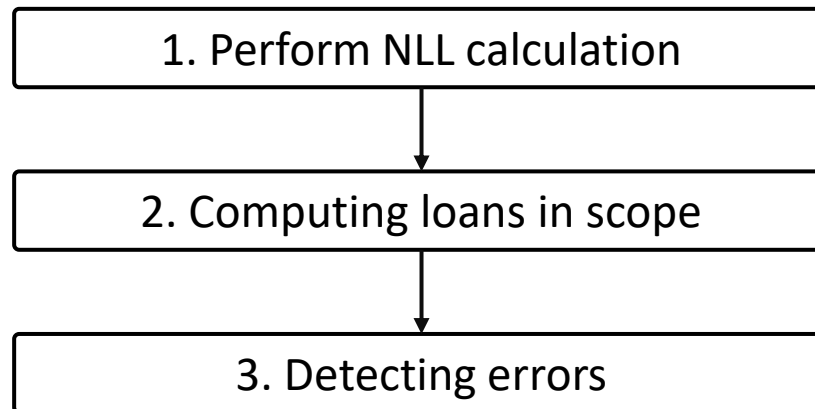 1. Perform NLL calculation
2. Computing loans in scope
3. Detecting errors